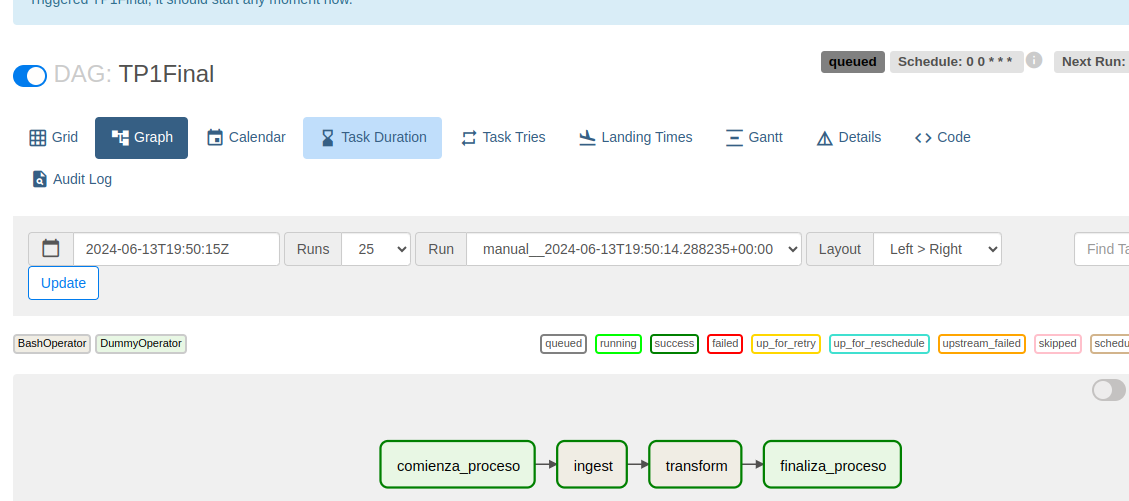 Triggered TP1Final, it should start any moment now.
DAG: TP1Final
queued Schedule: 0 0 * * * Next Run:
Grid Graph Calendar Task Duration Task Tries Landing Times Gantt Details Code
Audit Log
2024-06-13T19:50:15Z Runs 25 Run manual__2024-06-13T19:50:14.288235+00:00 Layout Left > Right Find Ta
Update
BashOperator DummyOperator queued running success failed up_for_retry up_for_reschedule upstream_failed skipped schedu
comienza_proceso ingest transform finaliza_proceso